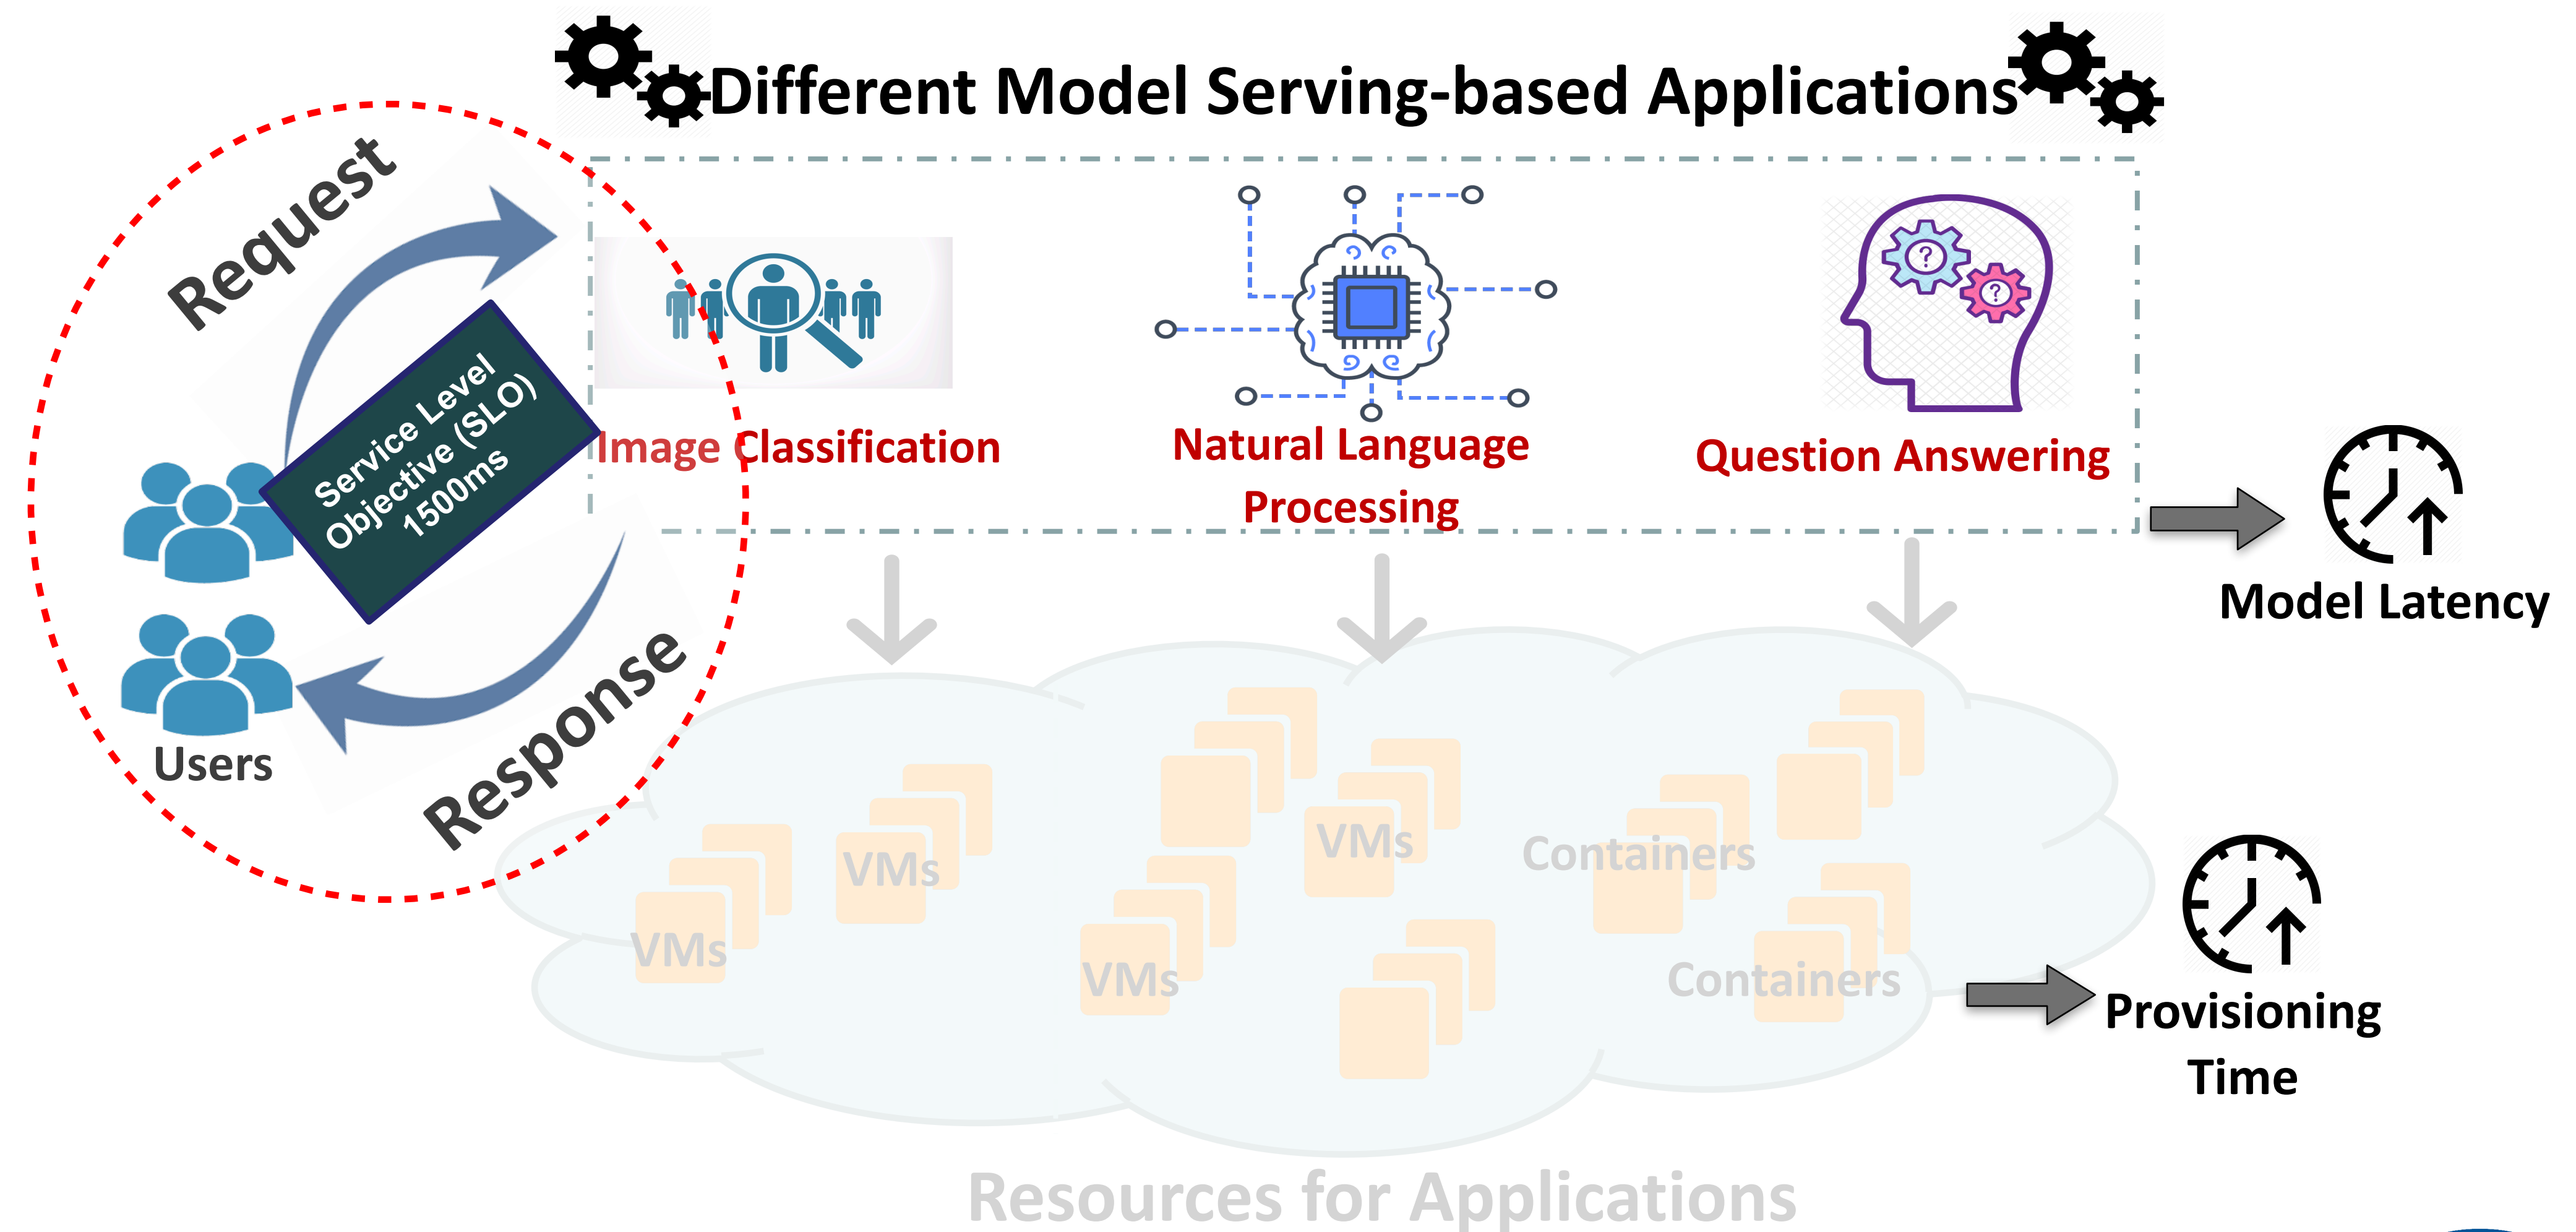 Different Model Serving-based Applications
Request
Service Level
Objective (SLO)
1500ms
Image Classification
Natural Language
Processing
Question Answering
? ?
Model Latency
Users
Response
VMs
VMs
VMs
VMs
Containers
Containers
Provisioning
Time
Resources for Applications